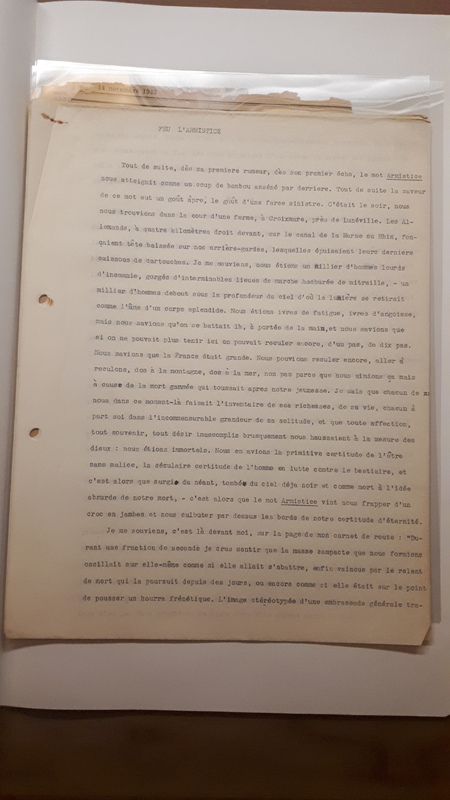 14 novembre 1940
FEU L'ARMISTICE
Tout de suite, dès sa premiere rumeur, dès son premier écho, le mot Armistice
nous atteignit comme un coup de bambou asséné par derriere. Tout de suite la saveur
de ce mot eut un goût âpre, le goût d'une farce sinistre. C'était le soir, nous
nous trouvions dans la cour d'une ferme, à Croixmare, près de Lunéville. Les Al-
lemands, à quatre kilomètres droit devant, sur le canal de la Marne au Rhin, fon-
çaient tête baissée sur nos arrière-gardes, lesquelles épuisaient leurs derniers
caissons de cartouches. Je me souviens, nous étions un millier d'hommes lourds
d'insomnie, gorgés d'interminables lieues de marche hachurée de mitraille, - un
millier d'hommes debout sous la profondeur du ciel d'où la lumière se retirait
comme l'âme d'un corps splendide. Nous étions ivres de fatigue, ivres d'angoisse,
mais nous savions qu'on se battait là, à portée de la main, et nous savions que
si on ne pouvait plus tenir ici on pouvait reculer encore, d'un pas, de dix pas.
Nous savions que la France était grande. Nous pouvions reculer encore, aller à
reculons, don à la montagne, don à la mer, non pas parce que nous aimions ça mais
à cause de la mort gammée qui toussait apres notre jeunesse. Je sais que chacun de
nous dans ce moment-là faisait l'inventaire de ses richesses, de sa vie, chacun à
part soi dans l'incommensurable grandeur de sa solitude, et que toute affection,
tout souvenir, tout désir inaccomplis brusquement nous haussaient à la mesure des
dieux : nous étions immortels. Nous en avions la primitive certitude de l'être
sans malice, la séculaire certitude de l'homme en lutte contre le bestiaire, et
c'est alors que surgie du néant, tombée du ciel déjà noir et comme mort à l'idée
absurde de notre mort, - c'est alors que le mot Armistice vint nous frapper d'un
croc en jambes et nous culbuter par dessus les bords de notre certitude d'éternité.
Je me souviens, c'est là devant moi, sur la page de mon carnet de route : "Du-
rant une fraction de seconde je crus sentir que la masse compacte que nous formions
oscillait sur elle-même comme si elle allait s'abattre, enfin vaincue par le relent
de mort qui la poursuit depuis des jours, ou encore comme si elle était sur le point
de pousser un hourra frénétique. L'image stéréotypée d'une embrassade générale tra-